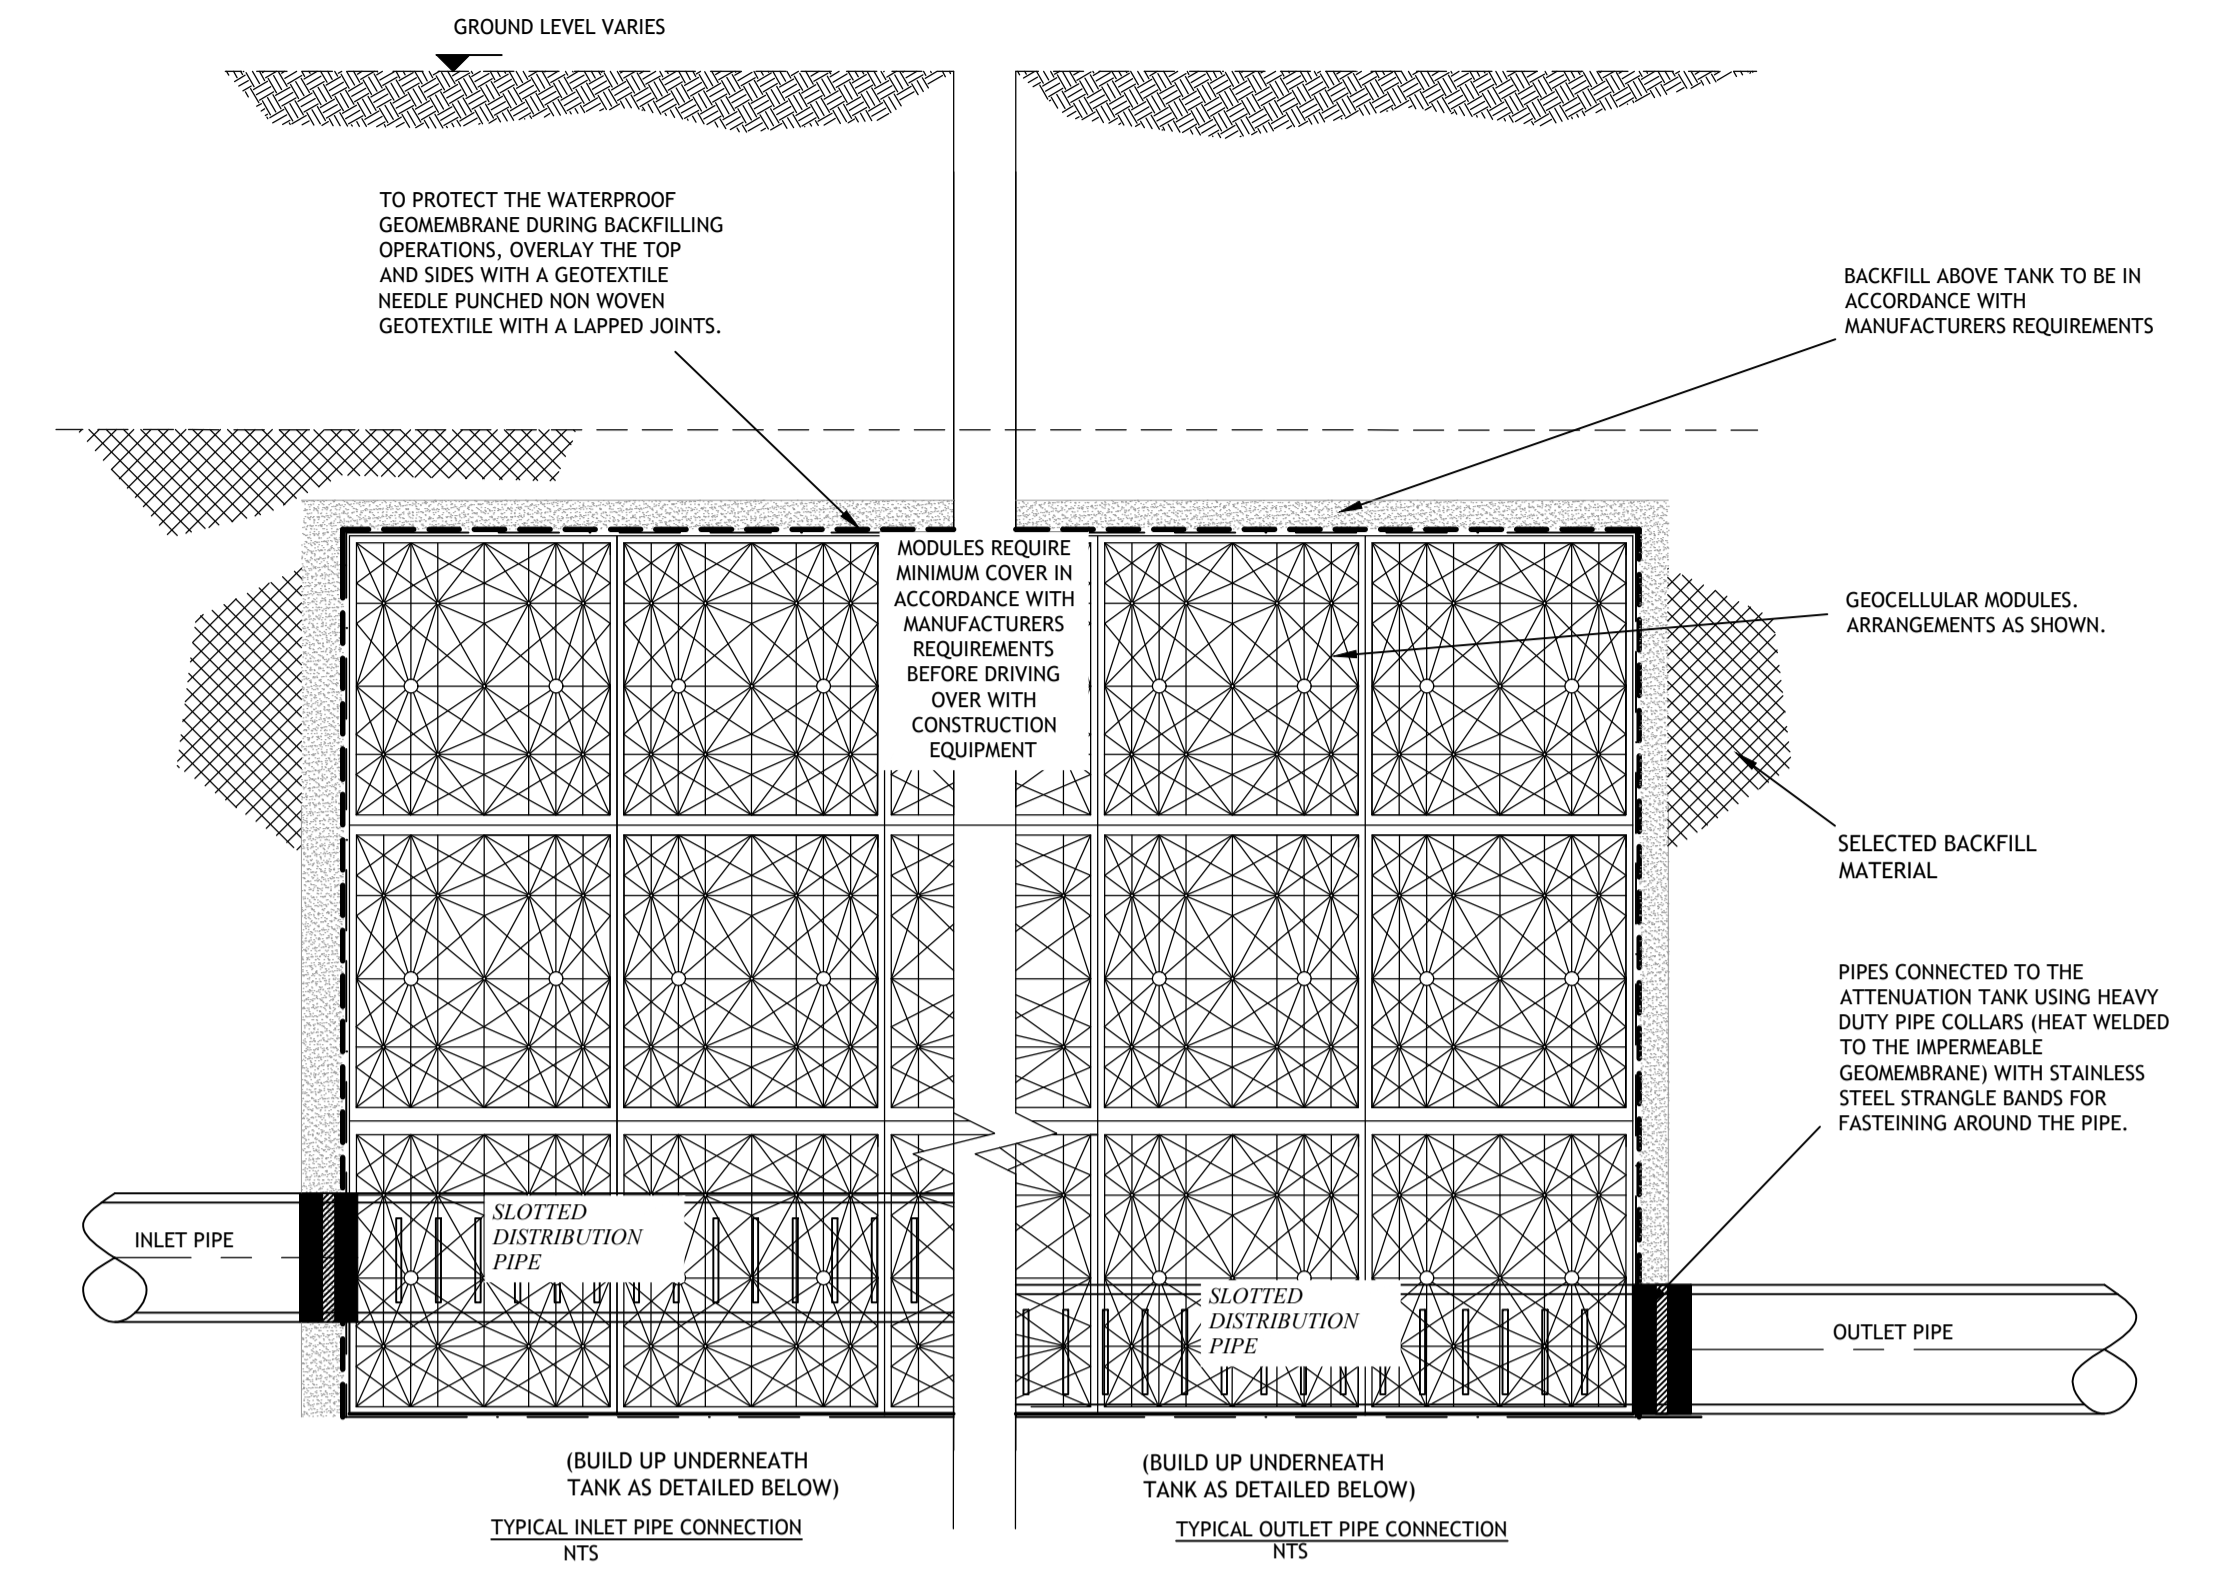 GROUND LEVEL VARIES
TO PROTECT THE WATERPROOF
GEOMEMBRANE DURING BACKFILLING
OPERATIONS, OVERLAY THE TOP
AND SIDES WITH A GEOTEXTILE
NEEDLE PUNCHED NON WOVEN
GEOTEXTILE WITH A LAPPED JOINTS.
BACKFILL ABOVE TANK TO BE IN
ACCORDANCE WITH
MANUFACTURERS REQUIREMENTS
MODULES REQUIRE
MINIMUM COVER IN
ACCORDANCE WITH
MANUFACTURERS
REQUIREMENTS
BEFORE DRIVING
OVER WITH
CONSTRUCTION
EQUIPMENT
GEOCELLULAR MODULES.
ARRANGEMENTS AS SHOWN.
SELECTED BACKFILL
MATERIAL
PIPES CONNECTED TO THE
ATTENUATION TANK USING HEAVY
DUTY PIPE COLLARS (HEAT WELDED
TO THE IMPERMEABLE
GEOMEMBRANE) WITH STAINLESS
STEEL STRANGLE BANDS FOR
FASTEINING AROUND THE PIPE.
INLET PIPE
SLOTTED
DISTRIBUTION
PIPE
SLOTTED
DISTRIBUTION
PIPE
OUTLET PIPE
(BUILD UP UNDERNEATH
TANK AS DETAILED BELOW)
TYPICAL INLET PIPE CONNECTION
NTS
(BUILD UP UNDERNEATH
TANK AS DETAILED BELOW)
TYPICAL OUTLET PIPE CONNECTION
NTS